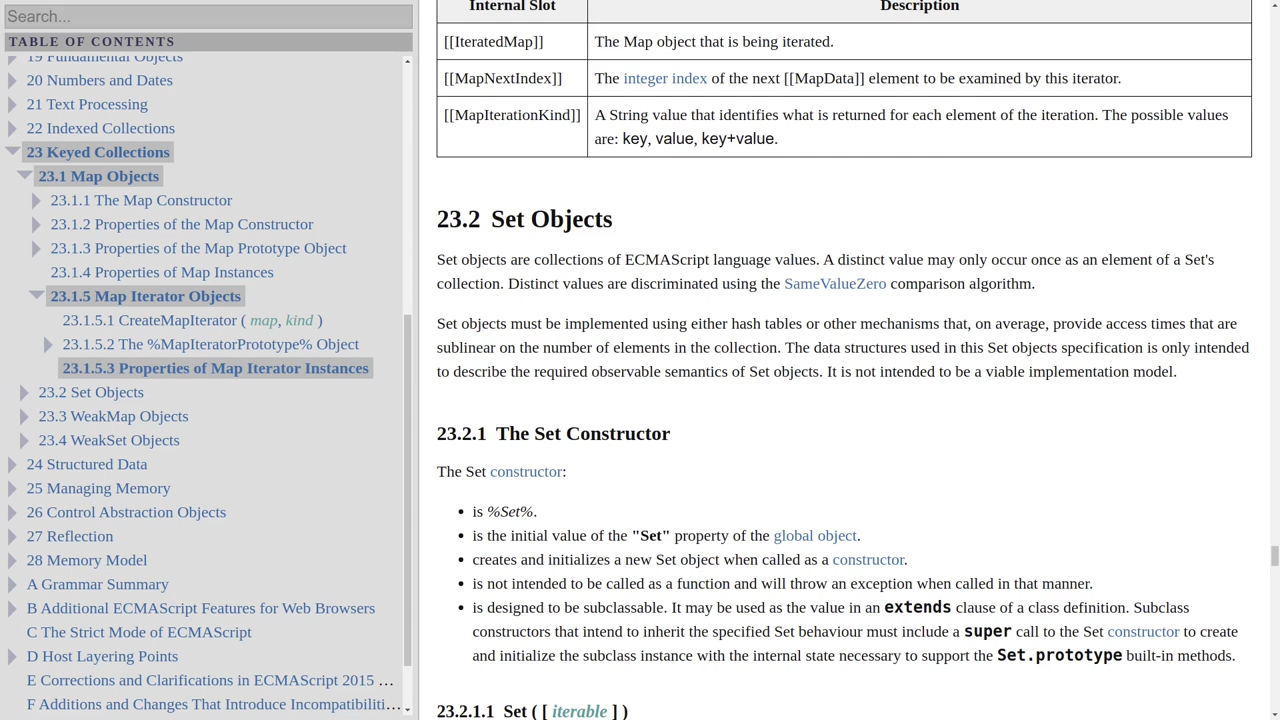 Search...
TABLE OF CONTENTS
19 Fundamental Objects
20 Numbers and Dates
21 Text Processing
22 Indexed Collections
23 Keyed Collections
23.1 Map Objects
23.1.1 The Map Constructor
23.1.2 Properties of the Map Constructor
23.1.3 Properties of the Map Prototype Object
23.1.4 Properties of Map Instances
23.1.5 Map Iterator Objects
23.1.5.1 CreateMapIterator ( map, kind )
23.1.5.2 The %MapIteratorPrototype% Object
23.1.5.3 Properties of Map Iterator Instances
23.2 Set Objects
23.3 WeakMap Objects
23.4 WeakSet Objects
24 Structured Data
25 Managing Memory
26 Control Abstraction Objects
27 Reflection
28 Memory Model
A Grammar Summary
B Additional ECMAScript Features for Web Browsers
C The Strict Mode of ECMAScript
D Host Layering Points
E Corrections and Clarifications in ECMAScript 2015 …
F Additions and Changes That Introduce Incompatibiliti…
Internal Slot Description
[[IteratedMap]] The Map object that is being iterated.
[[MapNextIndex]] The integer index of the next [[MapData]] element to be examined by this iterator.
[[MapIterationKind]] A String value that identifies what is returned for each element of the iteration. The possible values
are: key, value, key+value.
23.2 Set Objects
Set objects are collections of ECMAScript language values. A distinct value may only occur once as an element of a Set's
collection. Distinct values are discriminated using the SameValueZero comparison algorithm.
Set objects must be implemented using either hash tables or other mechanisms that, on average, provide access times that are
sublinear on the number of elements in the collection. The data structures used in this Set objects specification is only intended
to describe the required observable semantics of Set objects. It is not intended to be a viable implementation model.
23.2.1 The Set Constructor
The Set constructor:
• is %Set%.
• is the initial value of the "Set" property of the global object.
• creates and initializes a new Set object when called as a constructor.
• is not intended to be called as a function and will throw an exception when called in that manner.
• is designed to be subclassable. It may be used as the value in an extends clause of a class definition. Subclass
constructors that intend to inherit the specified Set behaviour must include a super call to the Set constructor to create
and initialize the subclass instance with the internal state necessary to support the Set.prototype built-in methods.
23.2.1.1 Set ( [ iterable ] )